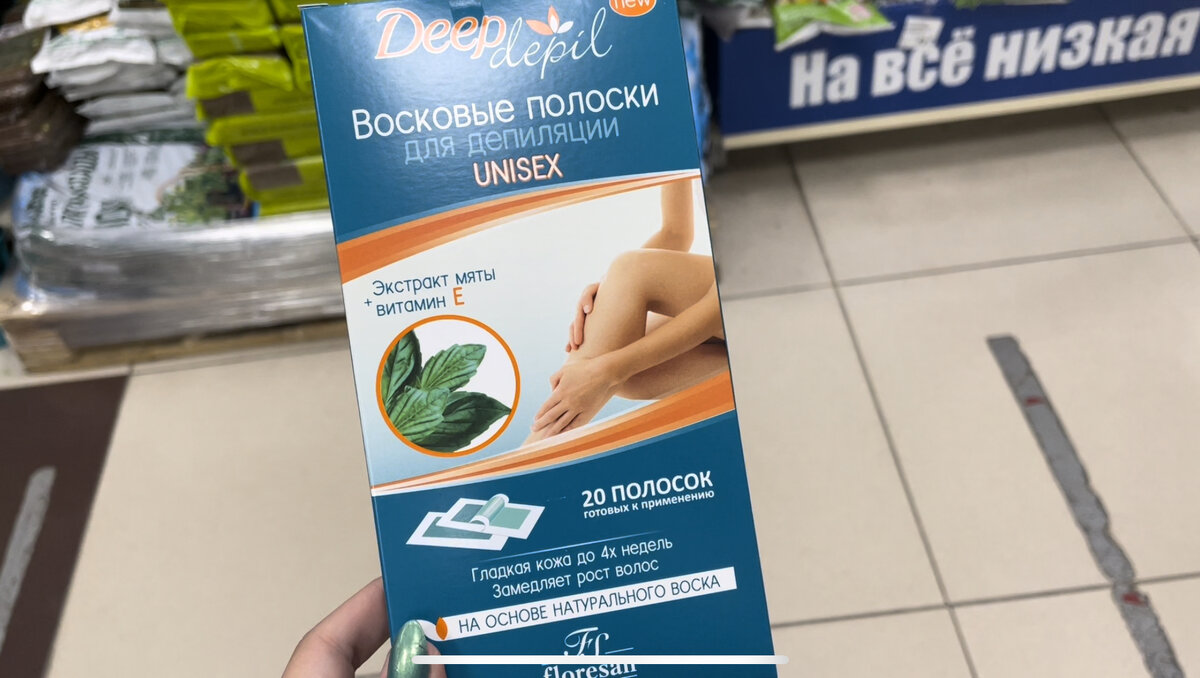 new
Deep
depil
Восковые полоски
для депиляции
UNISEX
Экстракт мяты
+ витамин E
20 ПОЛОСОК
готовых к применению
Гладкая кожа до 4х недель
Замедляет рост волос
НА ОСНОВЕ НАТУРАЛЬНОГО ВОСКА
FL
floresan
На всё низкая